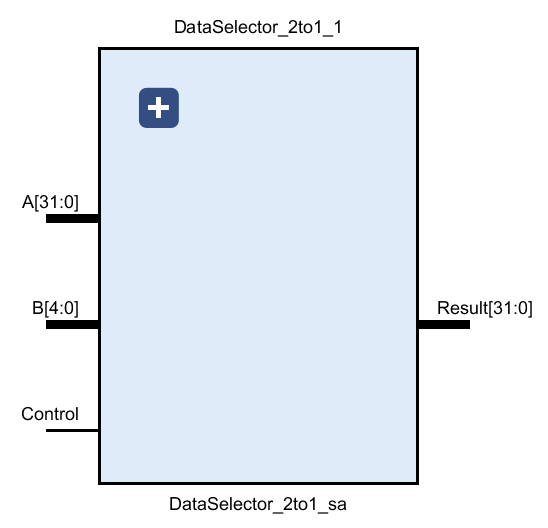 DataSelector_2to1_1
A[31:0]
B[4:0]
Result[31:0]
Control
DataSelector_2to1_sa